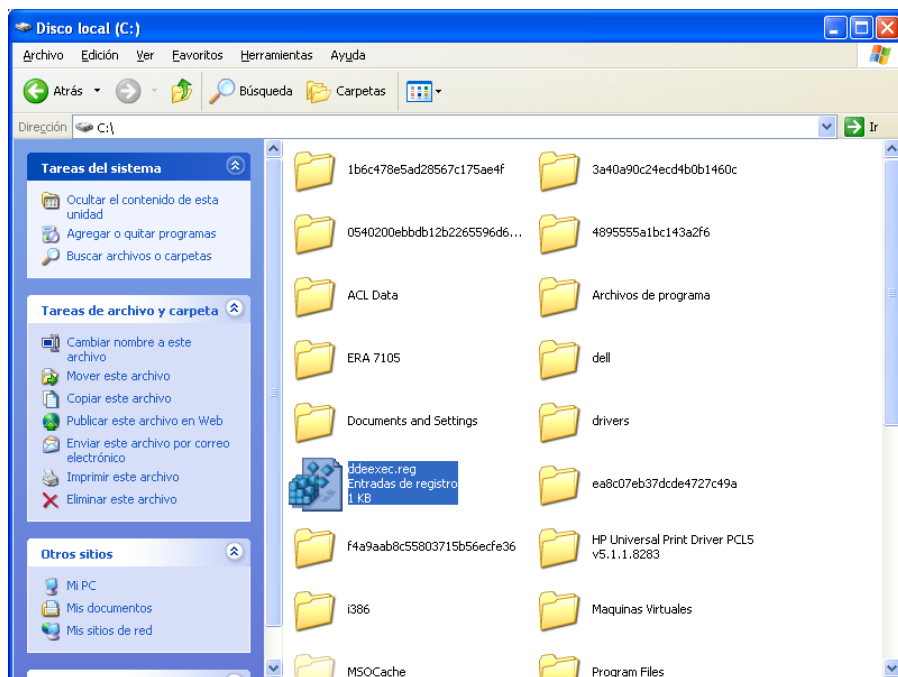 Disco local (C:)
Archivo Edición Ver Favoritos Herramientas Ayuda
Atrás Búsqueda Carpetas
Dirección C:\ Ir
Tareas del sistema
Ocultar el contenido de esta
unidad
Agregar o quitar programas
Buscar archivos o carpetas
Tareas de archivo y carpeta
Cambiar nombre a este
archivo
Mover este archivo
Copiar este archivo
Publicar este archivo en Web
Enviar este archivo por correo
electrónico
Imprimir este archivo
Eliminar este archivo
Otros sitios
Mi PC
Mis documentos
Mis sitios de red
1b6c478e5ad28567c175ae4f
3a40a90c24ecd4b0b1460c
0540200ebbdb12b2265596d6...
4895555a1bc143a2f6
ACL Data
Archivos de programa
ERA 7105
dell
Documents and Settings
drivers
ddeexec.reg
Entradas de registro
1 KB
ea8c07eb37dcde4727c49a
f4a9aab8c55803715b56ecfe36
HP Universal Print Driver PCL5
v5.1.1.8283
i386
Maquinas Virtuales
MSOCache
Program Files